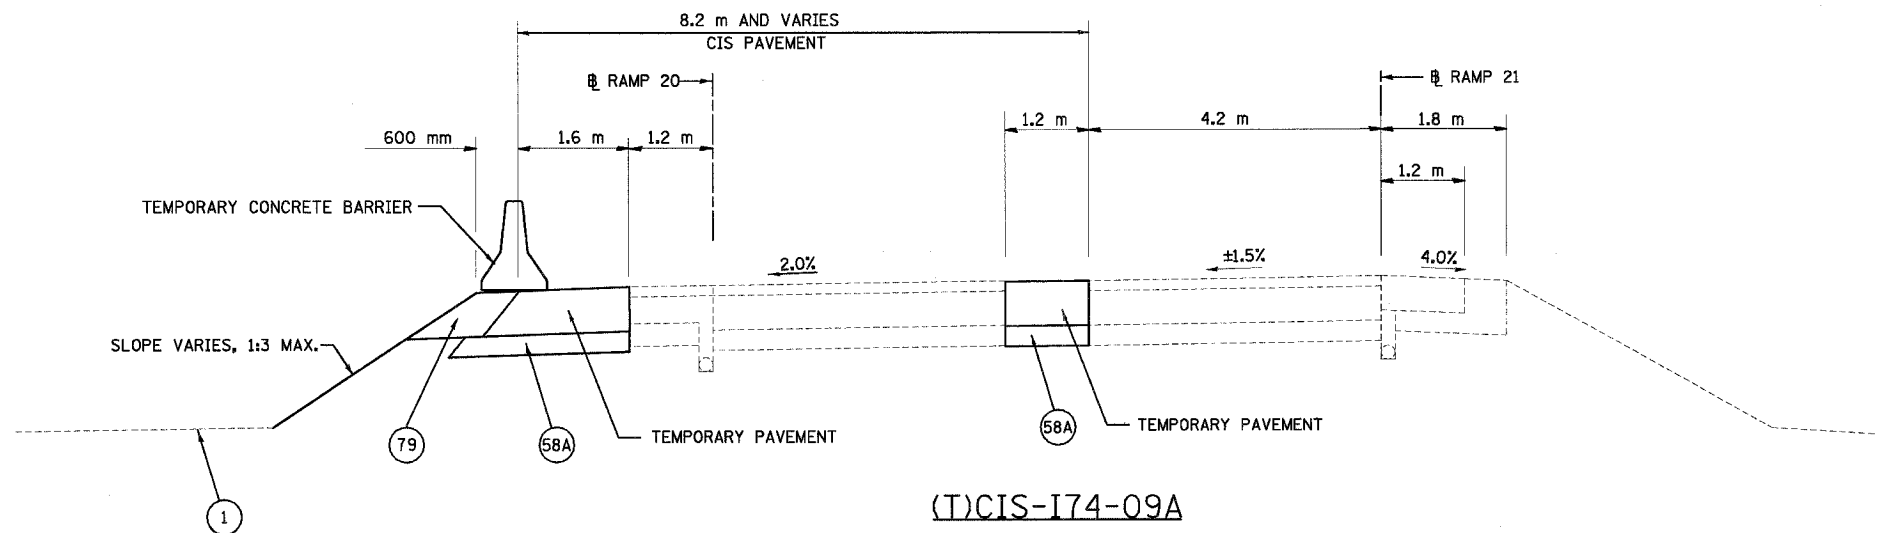 8.2 m AND VARIES
CIS PAVEMENT
℄ RAMP 20
℄ RAMP 21
600 mm
1.6 m
1.2 m
1.2 m
4.2 m
1.8 m
1.2 m
TEMPORARY CONCRETE BARRIER
2.0%
±1.5%
4.0%
SLOPE VARIES, 1:3 MAX.
79
58A
TEMPORARY PAVEMENT
58A
TEMPORARY PAVEMENT
1
(T)CIS-I74-09A